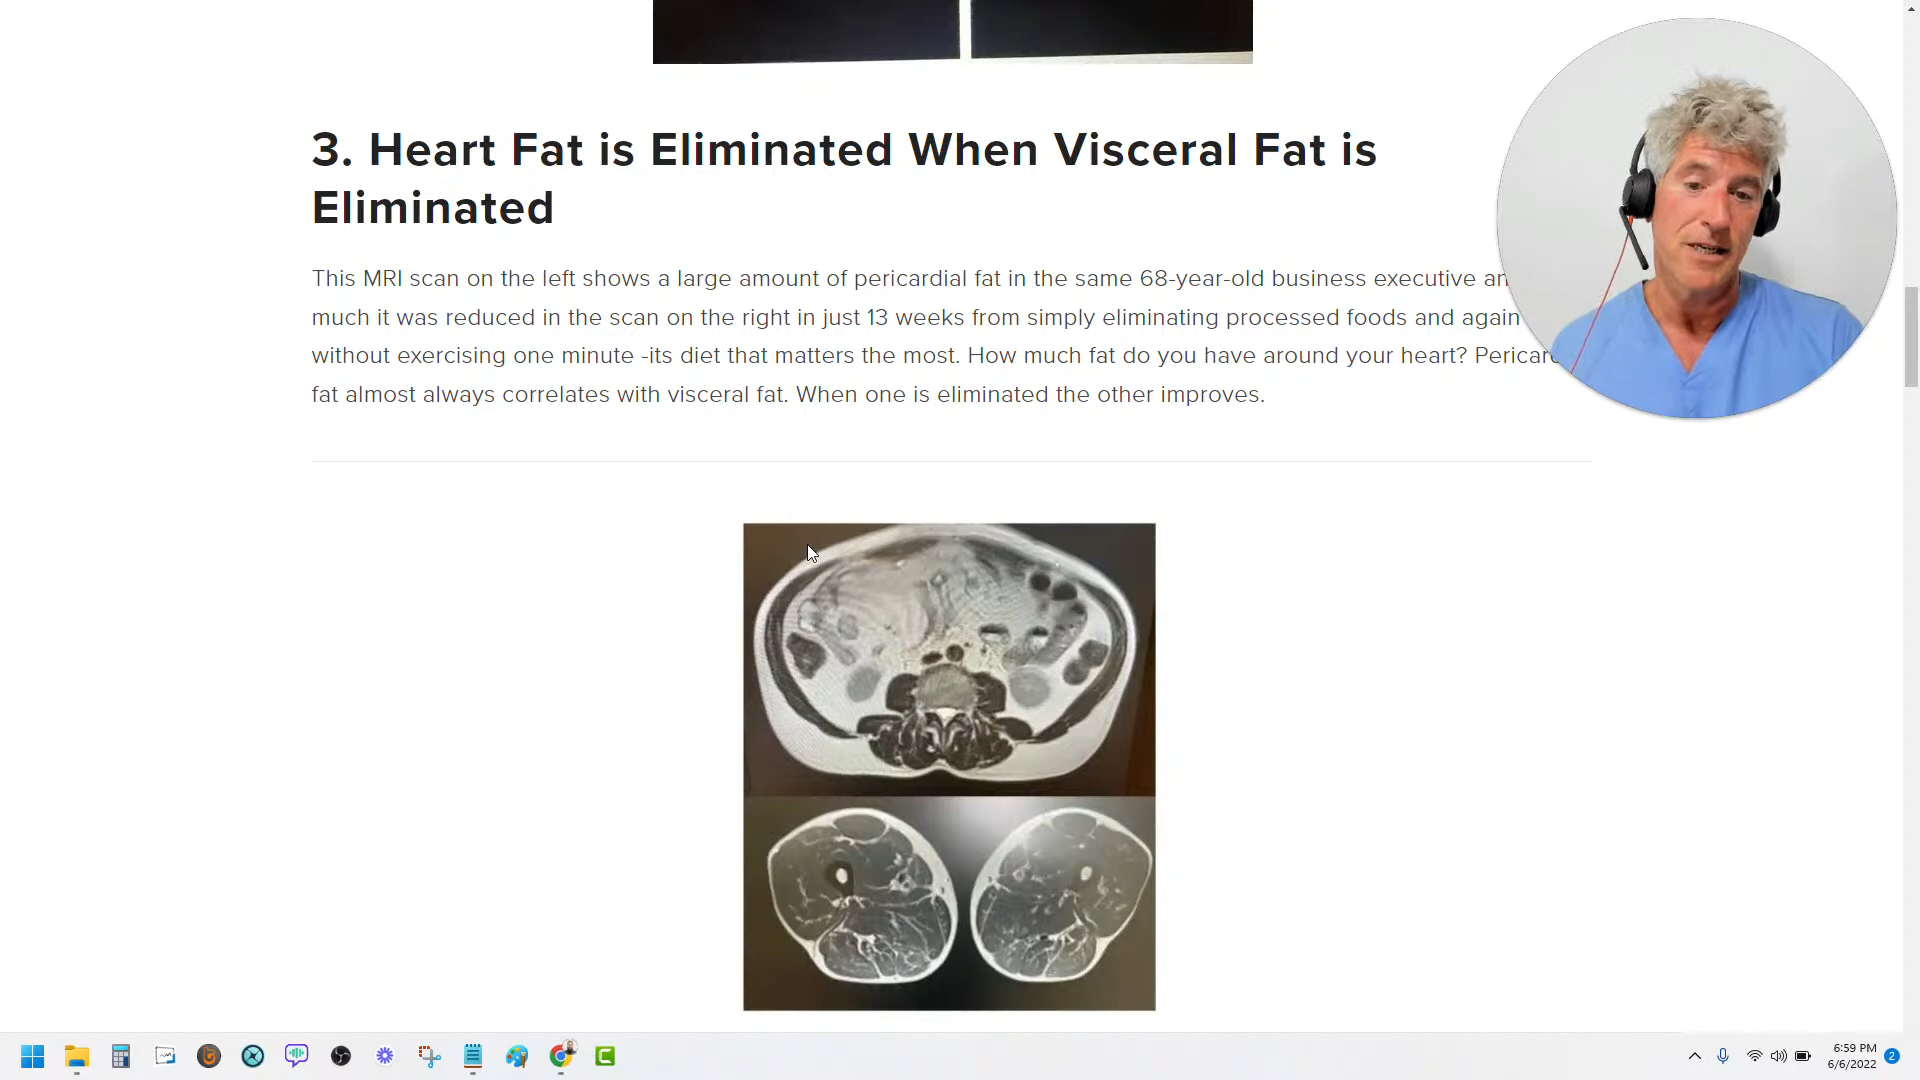 3. Heart Fat is Eliminated When Visceral Fat is
Eliminated
This MRI scan on the left shows a large amount of pericardial fat in the same 68-year-old business executive
much it was reduced in the scan on the right in just 13 weeks from simply eliminating processed foods and again
without exercising one minute -its diet that matters the most. How much fat do you have around your heart?
fat almost always correlates with visceral fat. When one is eliminated the other improves.
6:59 PM
6/6/2022
2